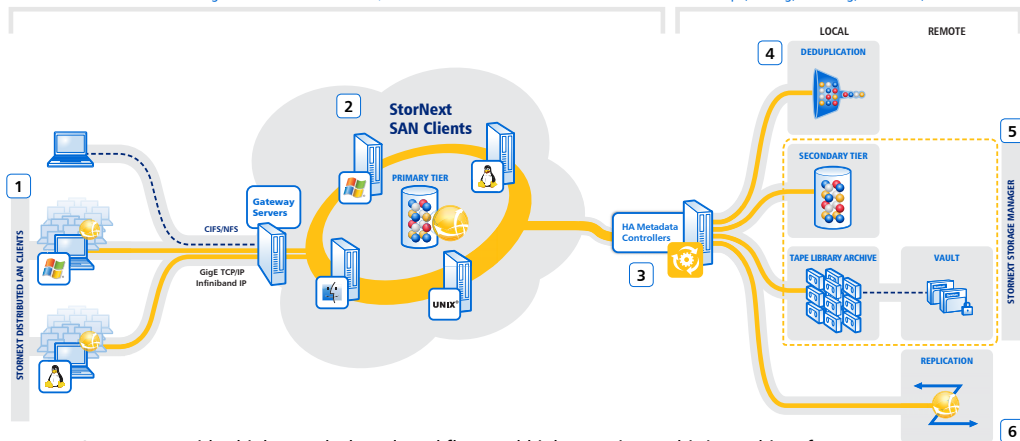 LOCAL
REMOTE
4
DEDUPLICATION
2
StorNext
SAN Clients
5
SECONDARY TIER
1
PRIMARY TIER
Gateway
Servers
CIFS/NFS
HA Metadata
Controllers
3
TAPE LIBRARY ARCHIVE
VAULT
GigE TCP/IP
Infiniband IP
UNIX®
STORNEXT DISTRIBUTED LAN CLIENTS
STORNEXT STORAGE MANAGER
REPLICATION
6